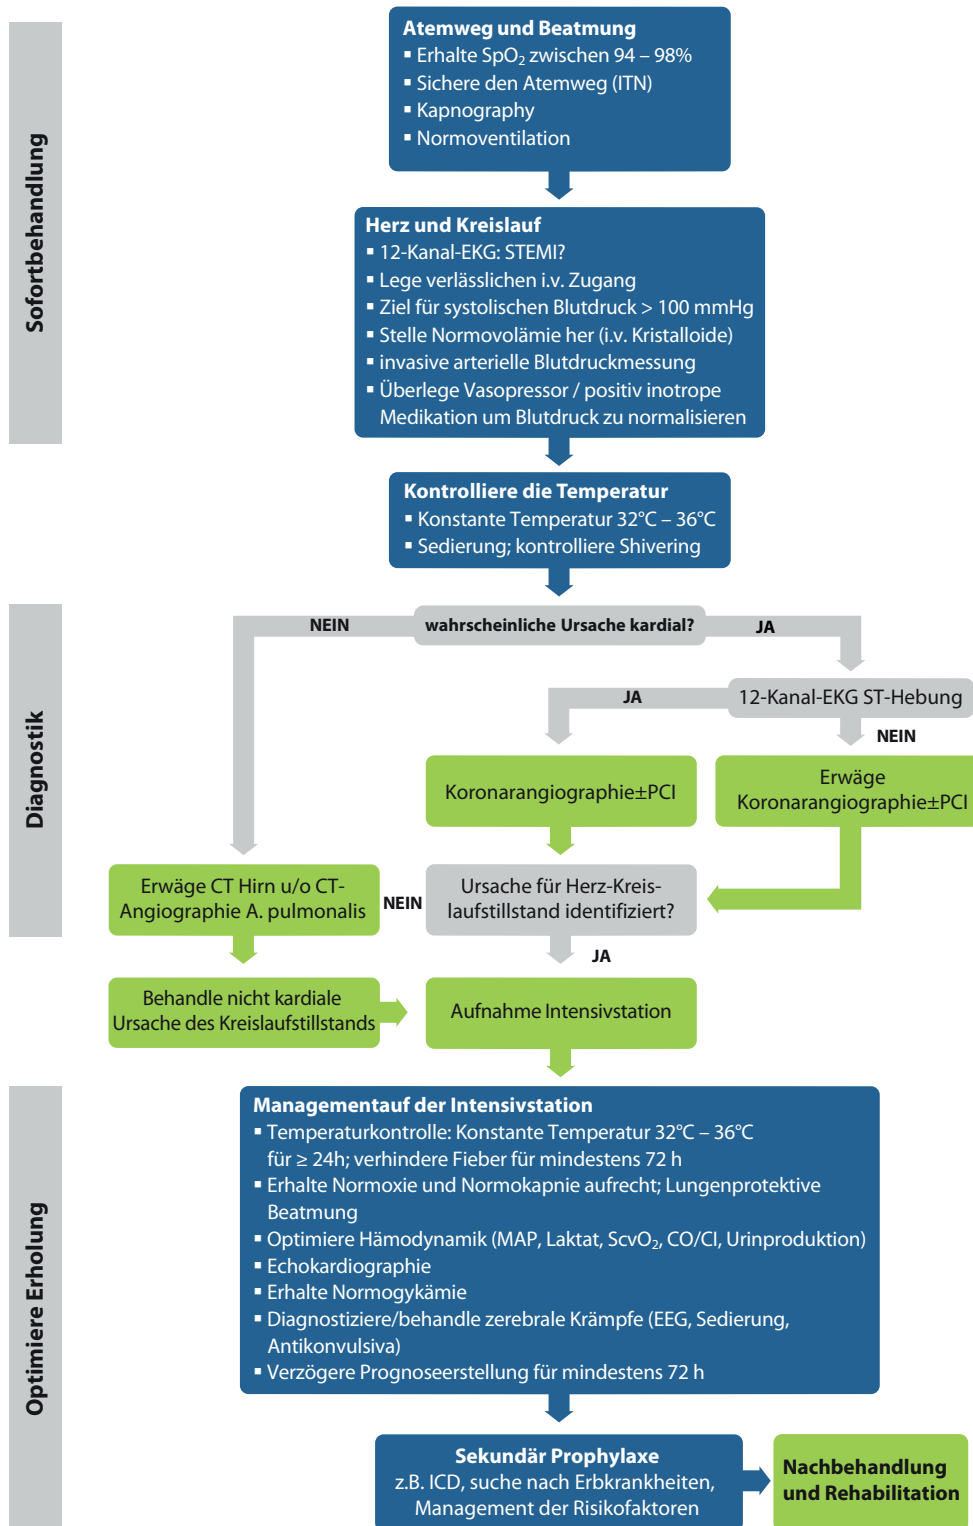 Sofortbehandlung
Atemweg und Beatmung
▪ Erhalte SpO₂ zwischen 94 – 98%
▪ Sichere den Atemweg (ITN)
▪ Kapnography
▪ Normoventilation
Herz und Kreislauf
▪ 12-Kanal-EKG: STEMI?
▪ Lege verlässlichen i.v. Zugang
▪ Ziel für systolischen Blutdruck > 100 mmHg
▪ Stelle Normovolämie her (i.v. Kristalloide)
▪ invasive arterielle Blutdruckmessung
▪ Überlege Vasopressor / positiv inotrope
Medikation um Blutdruck zu normalisieren
Kontrolliere die Temperatur
▪ Konstante Temperatur 32°C – 36°C
▪ Sedierung; kontrolliere Shivering
Diagnostik
NEIN
wahrscheinliche Ursache kardial?
JA
12-Kanal-EKG ST-Hebung
JA
NEIN
Koronarangiographie±PCI
Erwäge
Koronarangiographie±PCI
Erwäge CT Hirn u/o CT-
Angiographie A. pulmonalis
NEIN
Ursache für Herz-Kreis-
laufstillstand identifiziert?
JA
Behandle nicht kardiale
Ursache des Kreislaufstillstands
Aufnahme Intensivstation
Optimiere Erholung
Managementauf der Intensivstation
▪ Temperaturkontrolle: Konstante Temperatur 32°C – 36°C
für ≥ 24h; verhindere Fieber für mindestens 72 h
▪ Erhalte Normoxie und Normokapnie aufrecht; Lungenprotektive
Beatmung
▪ Optimiere Hämodynamik (MAP, Laktat, ScvO₂, CO/CI, Urinproduktion)
▪ Echokardiographie
▪ Erhalte Normogykämie
▪ Diagnostiziere/behandle zerebrale Krämpfe (EEG, Sedierung,
Antikonvulsiva)
▪ Verzögere Prognoseerstellung für mindestens 72 h
Sekundär Prophylaxe
z.B. ICD, suche nach Erbkrankheiten,
Management der Risikofaktoren
Nachbehandlung
und Rehabilitation